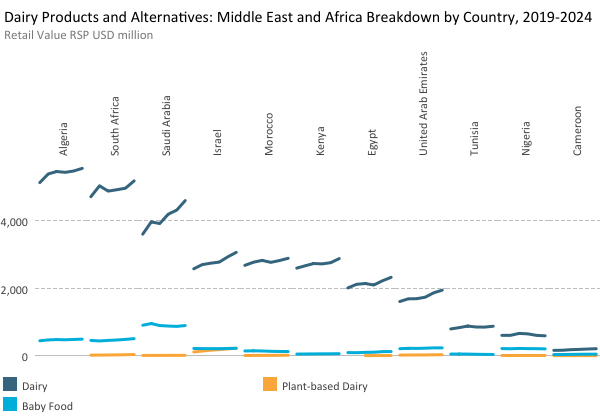 Dairy Products and Alternatives: Middle East and Africa Breakdown by Country, 2019-2024
Retail Value RSP USD million
Algeria
South Africa
Saudi Arabia
Israel
Morocco
Kenya
Egypt
United Arab Emirates
Tunisia
Nigeria
Cameroon
4,000
2,000
0
Dairy
Plant-based Dairy
Baby Food